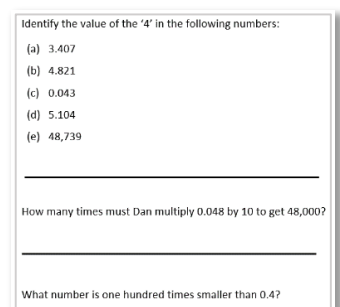 Identify the value of the ‘4’ in the following numbers:
(a) 3.407
(b) 4.821
(c) 0.043
(d) 5.104
(e) 48,739
How many times must Dan multiply 0.048 by 10 to get 48,000?
What number is one hundred times smaller than 0.4?